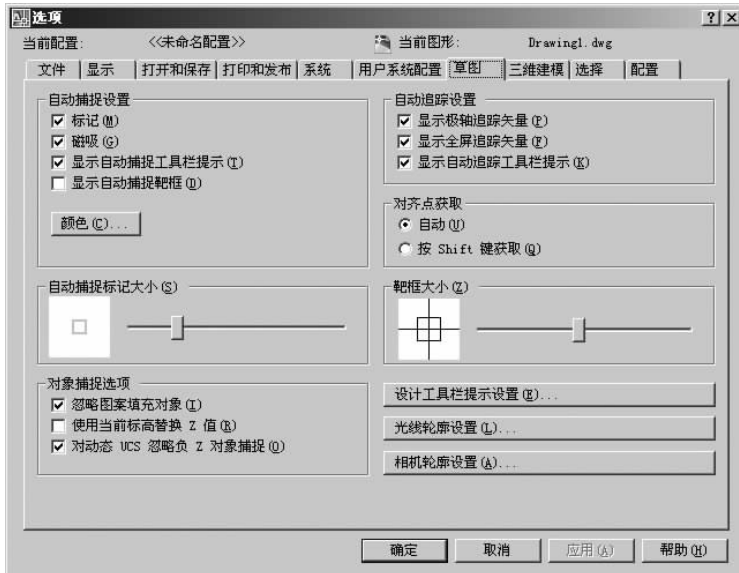 选项
当前配置: <<未命名配置>> 当前图形: Drawing1.dwg
文件 显示 打开和保存 打印和发布 系统 用户系统配置 草图 三维建模 选择 配置
自动捕捉设置
标记(M)
磁吸(G)
显示自动捕捉工具栏提示(T)
显示自动捕捉靶框(D)
颜色(C)...
自动追踪设置
显示极轴追踪矢量(P)
显示全屏追踪矢量(F)
显示自动追踪工具栏提示(K)
对齐点获取
自动(U)
按 Shift 键获取(Q)
自动捕捉标记大小(S)
靶框大小(Z)
对象捕捉选项
忽略图案填充对象(I)
使用当前标高替换 Z 值(R)
对动态 UCS 忽略负 Z 对象捕捉(O)
设计工具栏提示设置(E)...
光线轮廓设置(L)...
相机轮廓设置(A)...
确定 取消 应用(A) 帮助(H)